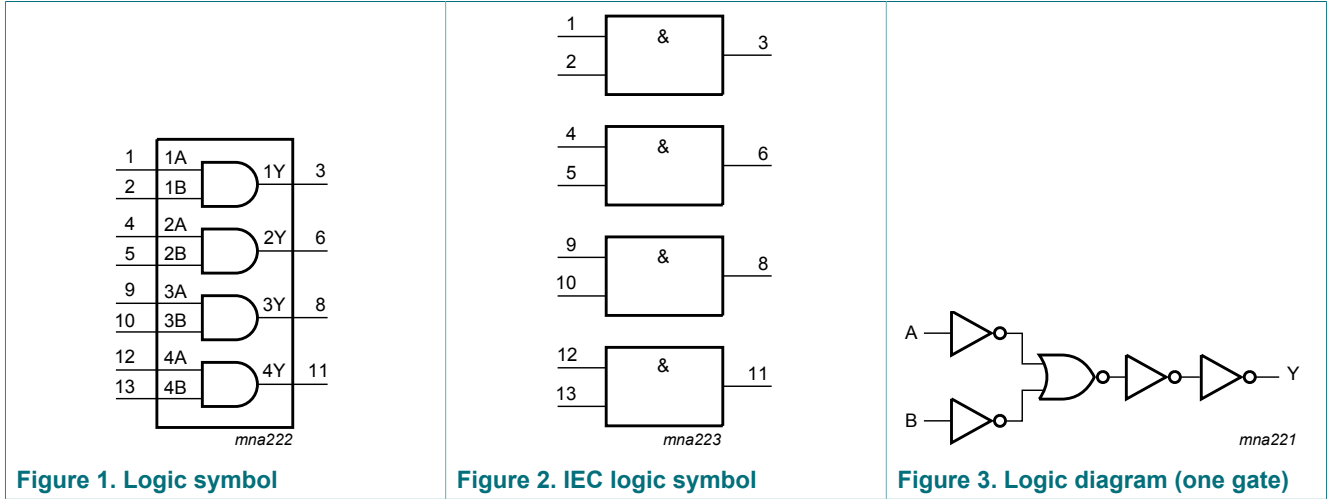 1 1A 1Y 3
2 1B
4 2A 2Y 6
5 2B
9 3A 3Y 8
10 3B
12 4A 4Y 11
13 4B
mna222
Figure 1. Logic symbol
1 & 3
2
4 & 6
5
9 & 8
10
12 & 11
13
mna223
Figure 2. IEC logic symbol
A
Y
B
mna221
Figure 3. Logic diagram (one gate)